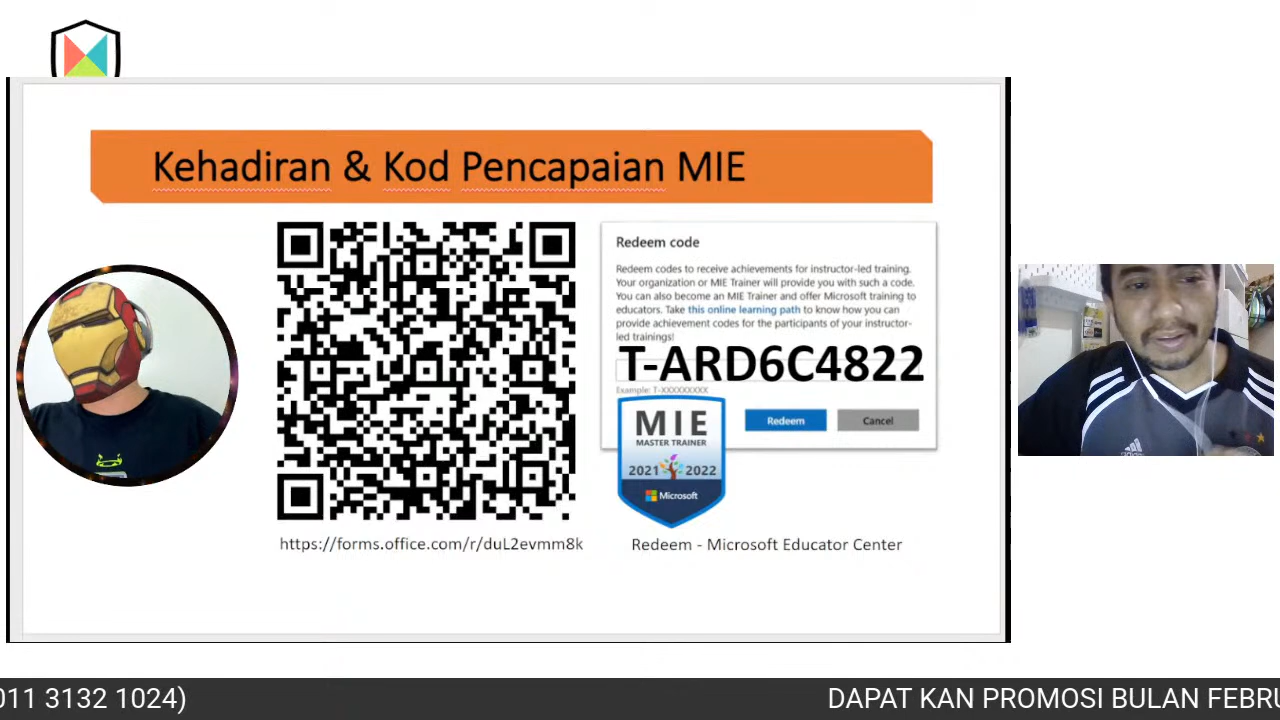 Kehadiran & Kod Pencapaian MIE
Redeem code
Redeem codes to receive achievements for instructor-led training.
Your organization or MIE Trainer will provide you with such a code.
You can also become an MIE Trainer and offer Microsoft training to
educators. Take this online learning path to know how you can
provide achievement codes for the participants of your instructor-
led trainings!
T-ARD6C4822
Example: T-XXXXXXXXX
Redeem
Cancel
MIE
MASTER TRAINER
2021 2022
Microsoft
https://forms.office.com/r/duL2evmm8k
Redeem - Microsoft Educator Center
adidas
011 3132 1024)
DAPAT KAN PROMOSI BULAN FEBRU